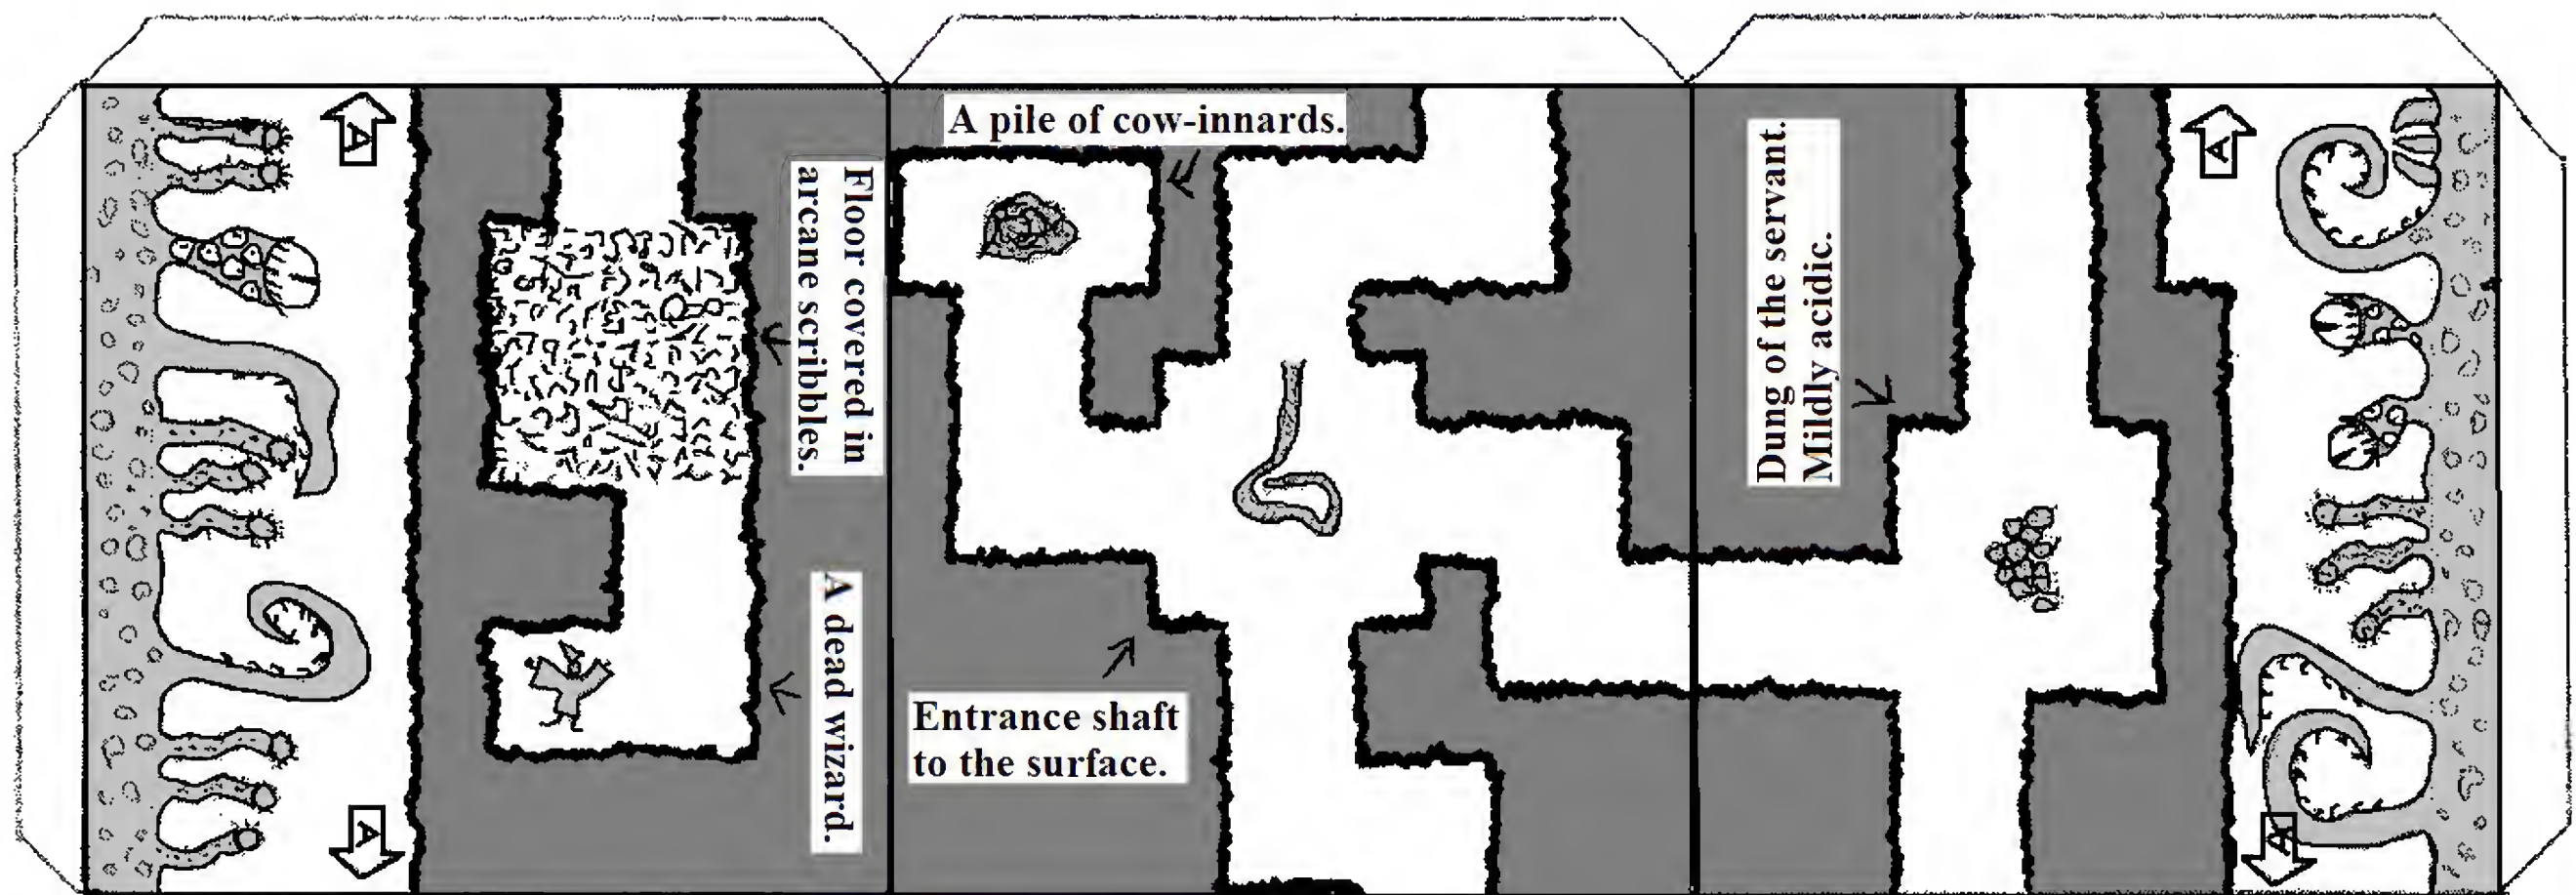 A
A
Floor covered in
arcane scribbles.
A dead wizard.
A pile of cow-innards.
Entrance shaft
to the surface.
Dung of the servant.
Mildly acidic.
A
A